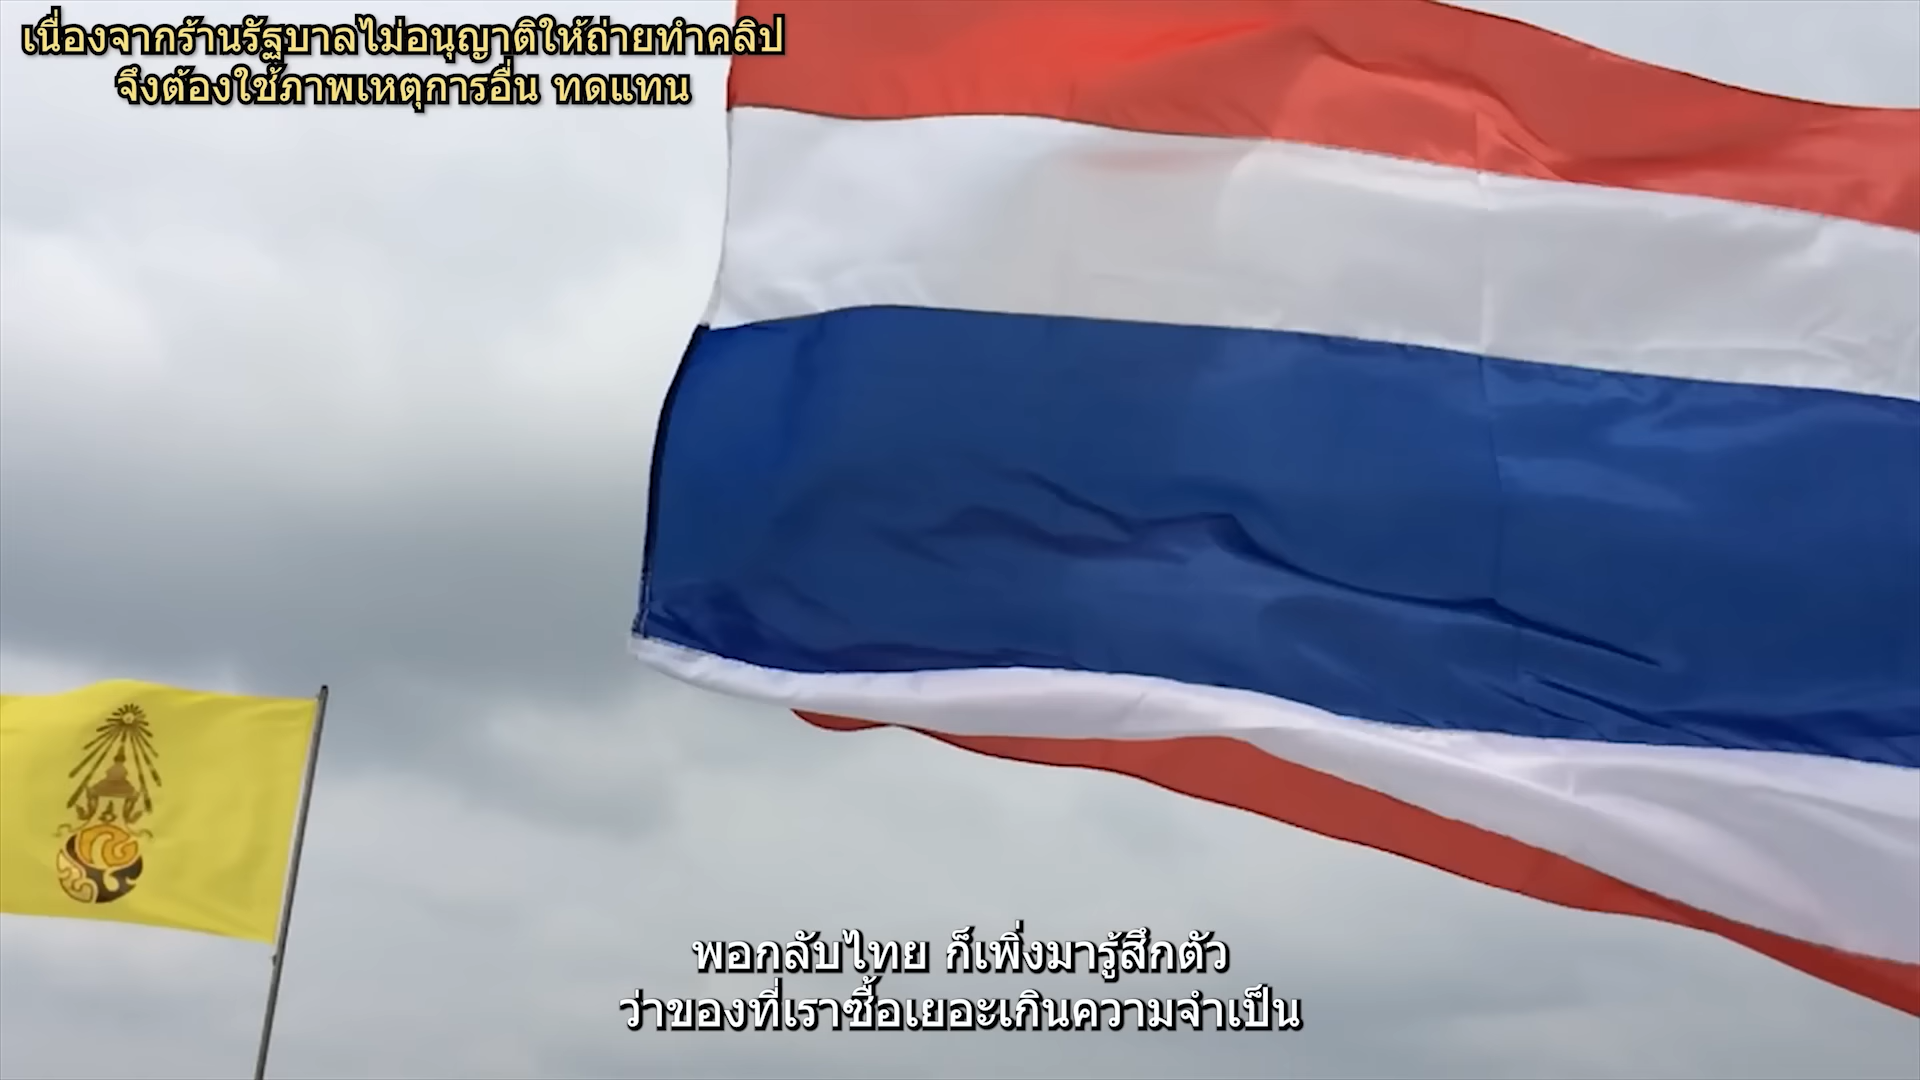 เนื่องจากร้านรัฐบาลไม่อนุญาติให้ถ่ายทำคลิป
จึงต้องใช้ภาพเหตุการอื่น ทดแทน
พอกลับไทย ก็เพิ่งมารู้สึกตัว
ว่าของที่เราซื้อเยอะเกินความจำเป็น